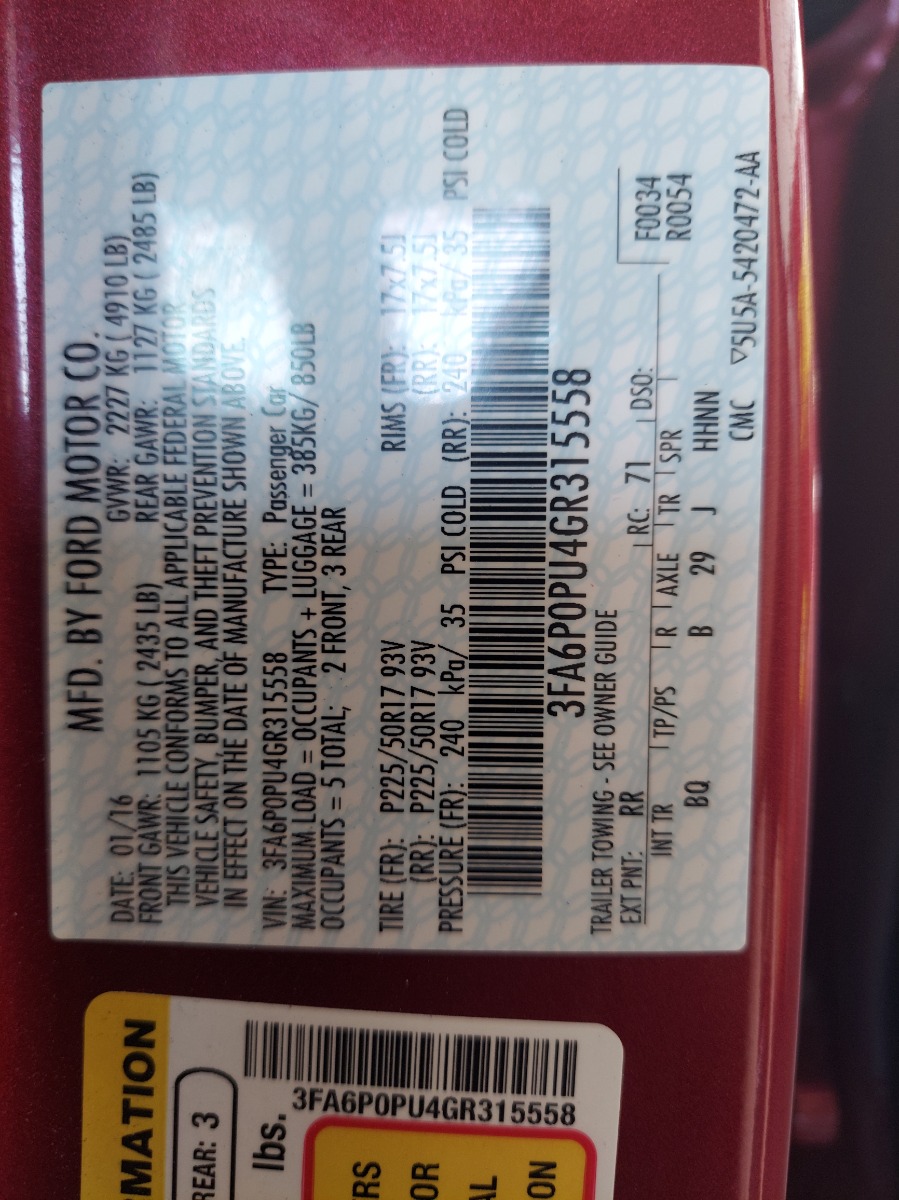 MFD. BY FORD MOTOR CO.
DATE: 01/16 GVWR: 2227 KG ( 4910 LB)
FRONT GAWR: 1105 KG ( 2435 LB) REAR GAWR: 1127 KG ( 2485 LB)
THIS VEHICLE CONFORMS TO ALL APPLICABLE FEDERAL MOTOR
VEHICLE SAFETY, BUMPER, AND THEFT PREVENTION STANDARDS
IN EFFECT ON THE DATE OF MANUFACTURE SHOWN ABOVE.
VIN: 3FA6P0PU4GR315558 TYPE: Passenger Car
MAXIMUM LOAD = OCCUPANTS + LUGGAGE = 385KG/ 850LB
OCCUPANTS = 5 TOTAL; 2 FRONT, 3 REAR
TIRE (FR): P225/50R17 93V RIMS (FR): 17x7.5J
(RR): P225/50R17 93V (RR): 17x7.5J
PRESSURE (FR): 240 kPa/ 35 PSI COLD (RR): 240 kPa/ 35 PSI COLD
3FA6P0PU4GR315558
TRAILER TOWING - SEE OWNER GUIDE
F0034
R0054
EXT PNT: RR RC: 71 DSO:
INT TR TP/PS R AXLE TR SPR
BQ B 29 J HHNN
CMC ▽5U5A-5420472-AA
MATION
REAR: 3
lbs.
3FA6P0PU4GR315558
RS
OR
AL
ON